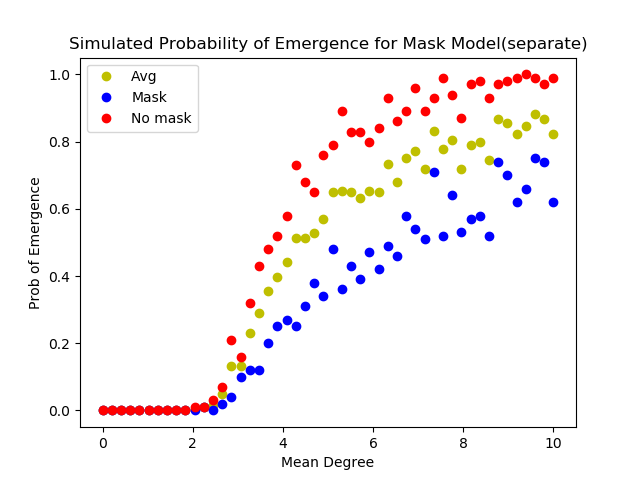 Simulated Probability of Emergence for Mask Model(separate)
1.0
0.8
0.6
0.4
0.2
0.0
Prob of Emergence
Avg
Mask
No mask
0 2 4 6 8 10
Mean Degree